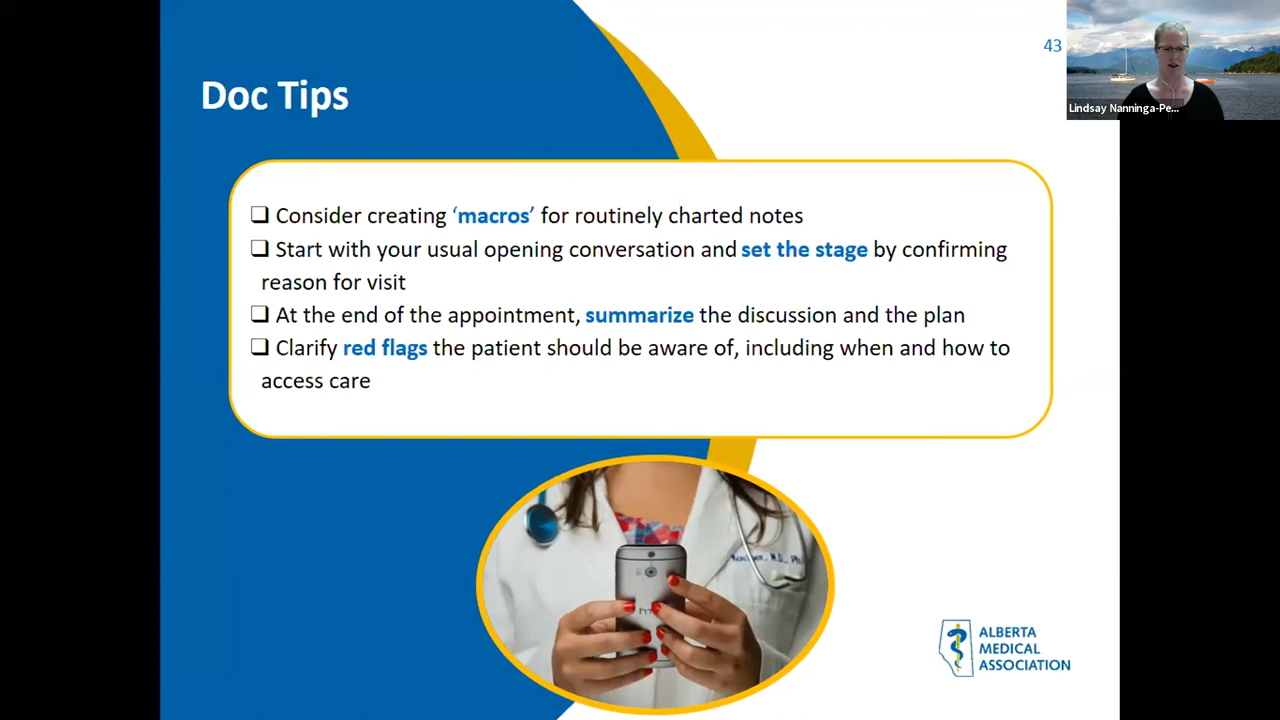 43
Lindsay Nanninga-Pe...
Doc Tips
❑ Consider creating ‘macros’ for routinely charted notes
❑ Start with your usual opening conversation and set the stage by confirming
reason for visit
❑ At the end of the appointment, summarize the discussion and the plan
❑ Clarify red flags the patient should be aware of, including when and how to
access care
M.D., Ph
hTC
ALBERTA
MEDICAL
ASSOCIATION